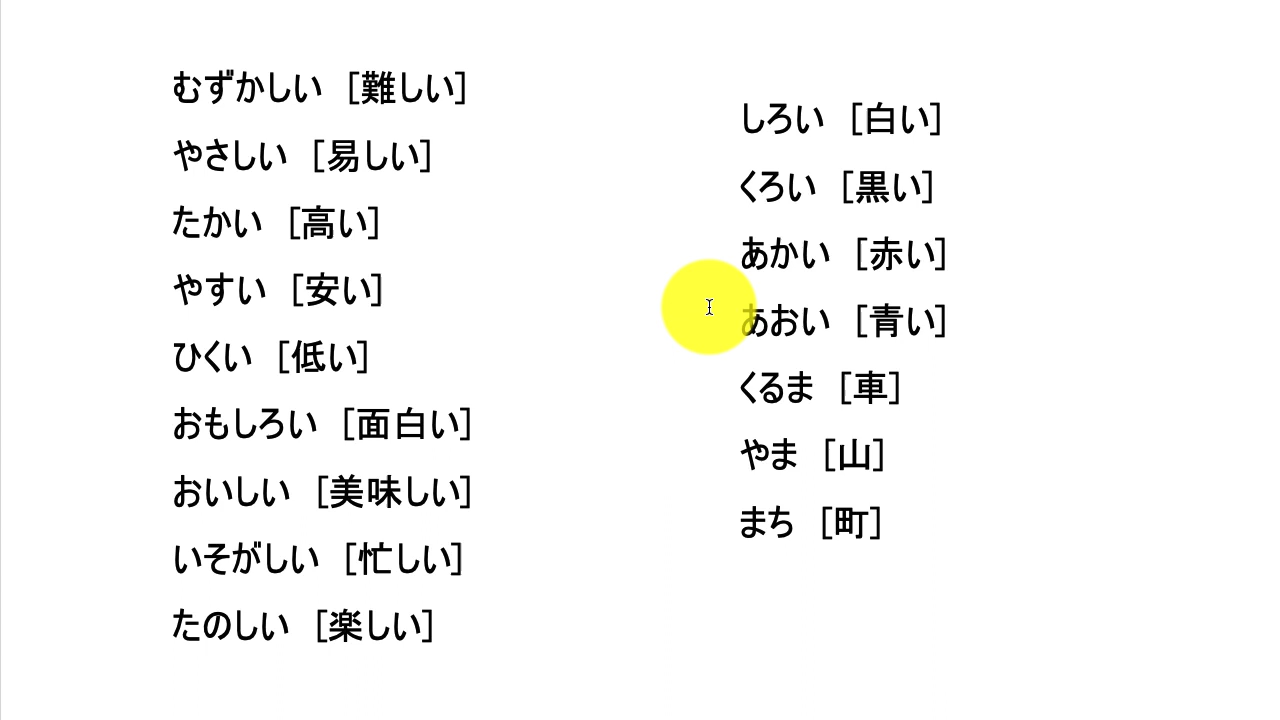 むずかしい [難しい]
やさしい [易しい]
たかい [高い]
やすい [安い]
ひくい [低い]
おもしろい [面白い]
おいしい [美味しい]
いそがしい [忙しい]
たのしい [楽しい]
しろい [白い]
くろい [黒い]
あかい [赤い]
あおい [青い]
くるま [車]
やま [山]
まち [町]